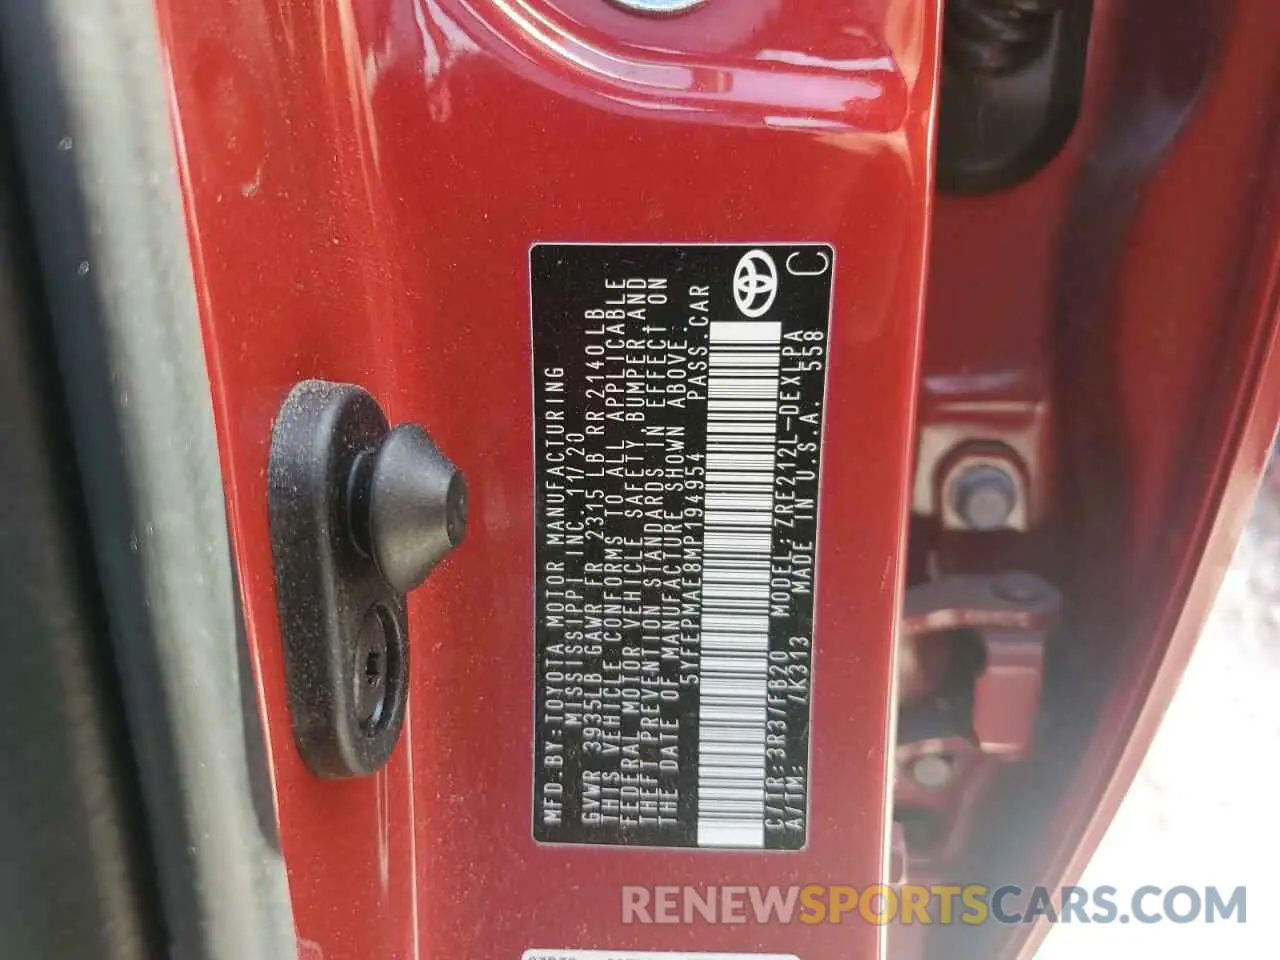 MFD.BY:TOYOTA MOTOR MANUFACTURING
MISSISSIPPI INC. 11/20
GVWR 3935LB GAWR FR 2315 LB RR 2140LB
THIS VEHICLE CONFORMS TO ALL APPLICABLE
FEDERAL MOTOR VEHICLE SAFETY,BUMPER,AND
THEFT PREVENTION STANDARDS IN EFFECT ON
THE DATE OF MANUFACTURE SHOWN ABOVE.
5YFEPMAE8MP194954 PASS.CAR
C/TR:3R3/FB20 MODEL:ZRE212L-DEXLPA
A/TM: /K313 MADE IN U.S.A. 558
C
RENEWSPORTSCARS.COM